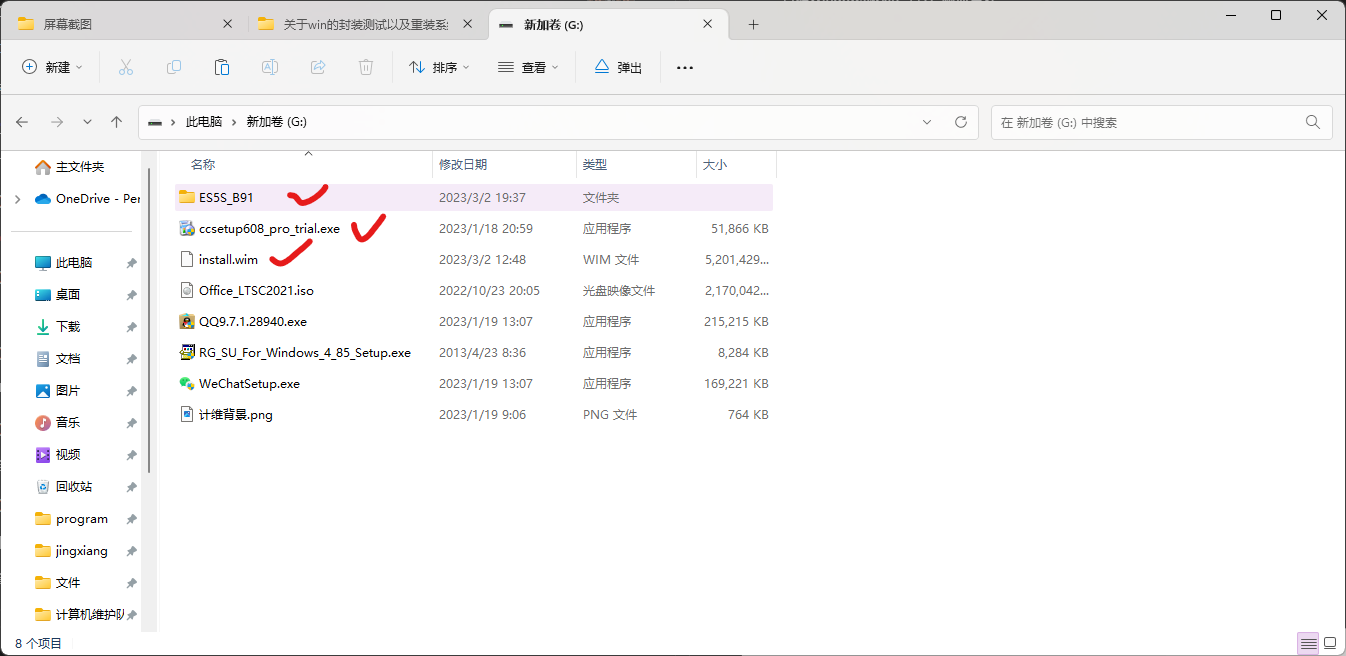 屏幕截图
关于win的封装测试以及重装系统
新加卷 (G:)
新建
排序
查看
弹出
此电脑
新加卷 (G:)
在 新加卷 (G:) 中搜索
主文件夹
OneDrive - Per
此电脑
桌面
下载
文档
图片
音乐
视频
回收站
program
jingxiang
文件
计算机维护队
名称 修改日期 类型 大小
ES5S_B91 2023/3/2 19:37 文件夹
ccsetup608_pro_trial.exe 2023/1/18 20:59 应用程序 51,866 KB
install.wim 2023/3/2 12:48 WIM 文件 5,201,429...
Office_LTSC2021.iso 2022/10/23 20:05 光盘映像文件 2,170,042...
QQ9.7.1.28940.exe 2023/1/19 13:07 应用程序 215,215 KB
RG_SU_For_Windows_4_85_Setup.exe 2013/4/23 8:36 应用程序 8,284 KB
WeChatSetup.exe 2023/1/19 13:07 应用程序 169,221 KB
计维背景.png 2023/1/19 9:06 PNG 文件 764 KB
8 个项目